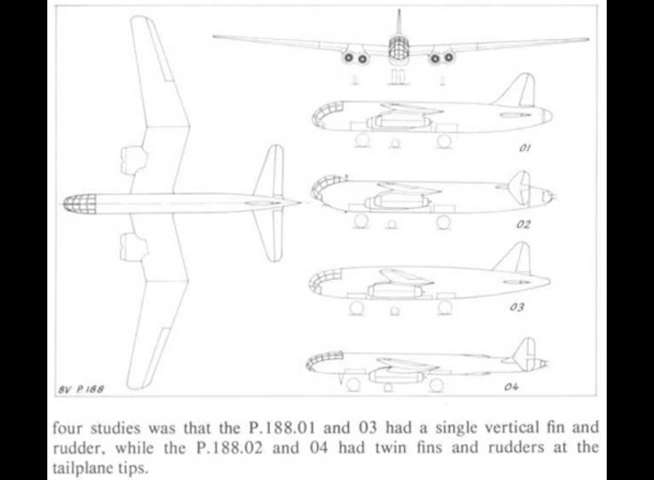 01
02
03
04
BV P.188
four studies was that the P.188.01 and 03 had a single vertical fin and
rudder, while the P.188.02 and 04 had twin fins and rudders at the
tailplane tips.